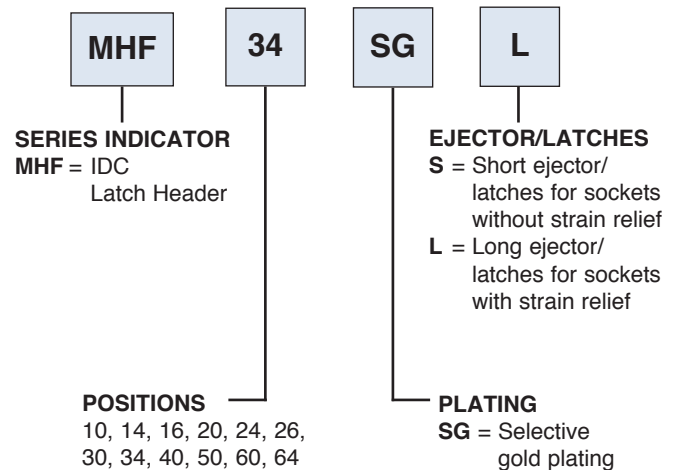 MHF 34 SG L
SERIES INDICATOR
MHF = IDC
Latch Header
EJECTOR/LATCHES
S = Short ejector/
latches for sockets
without strain relief
L = Long ejector/
latches for sockets
with strain relief
POSITIONS
10, 14, 16, 20, 24, 26,
30, 34, 40, 50, 60, 64
PLATING
SG = Selective
gold plating